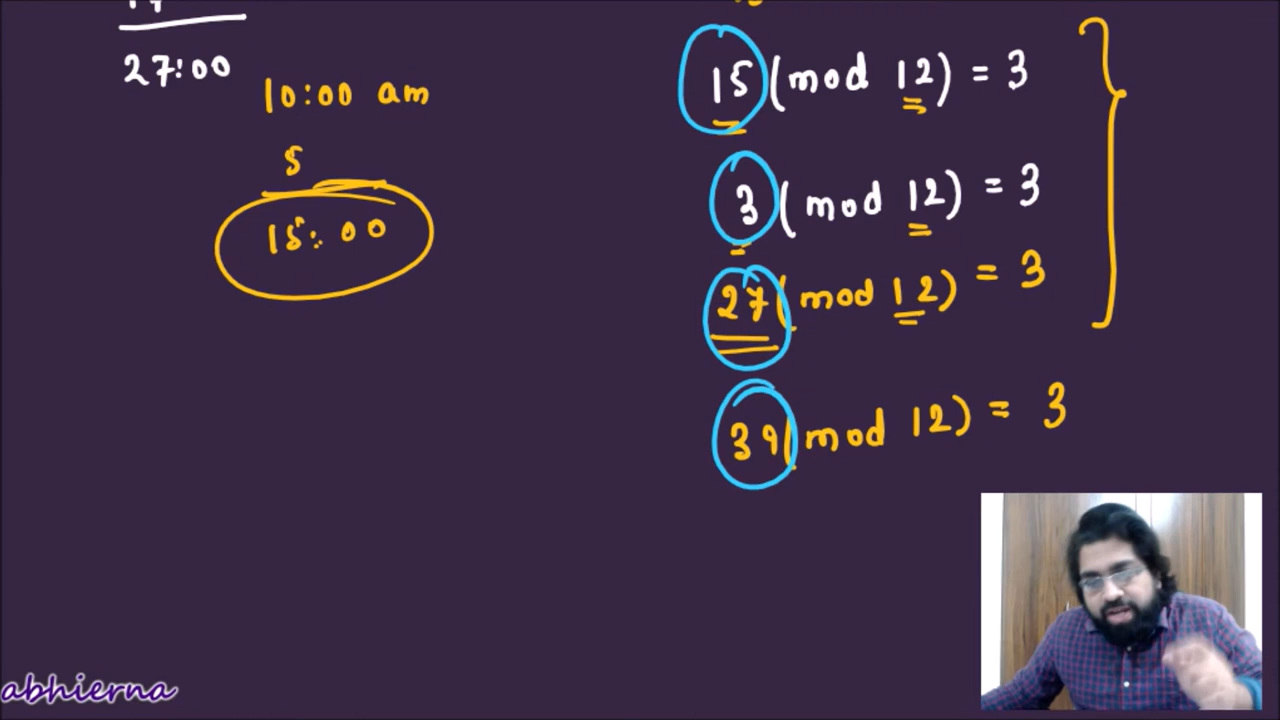 27:00
10:00 am
5
15:00
15 (mod 12) = 3
3 (mod 12) = 3
27 (mod 12) = 3
39 (mod 12) = 3
abhierna